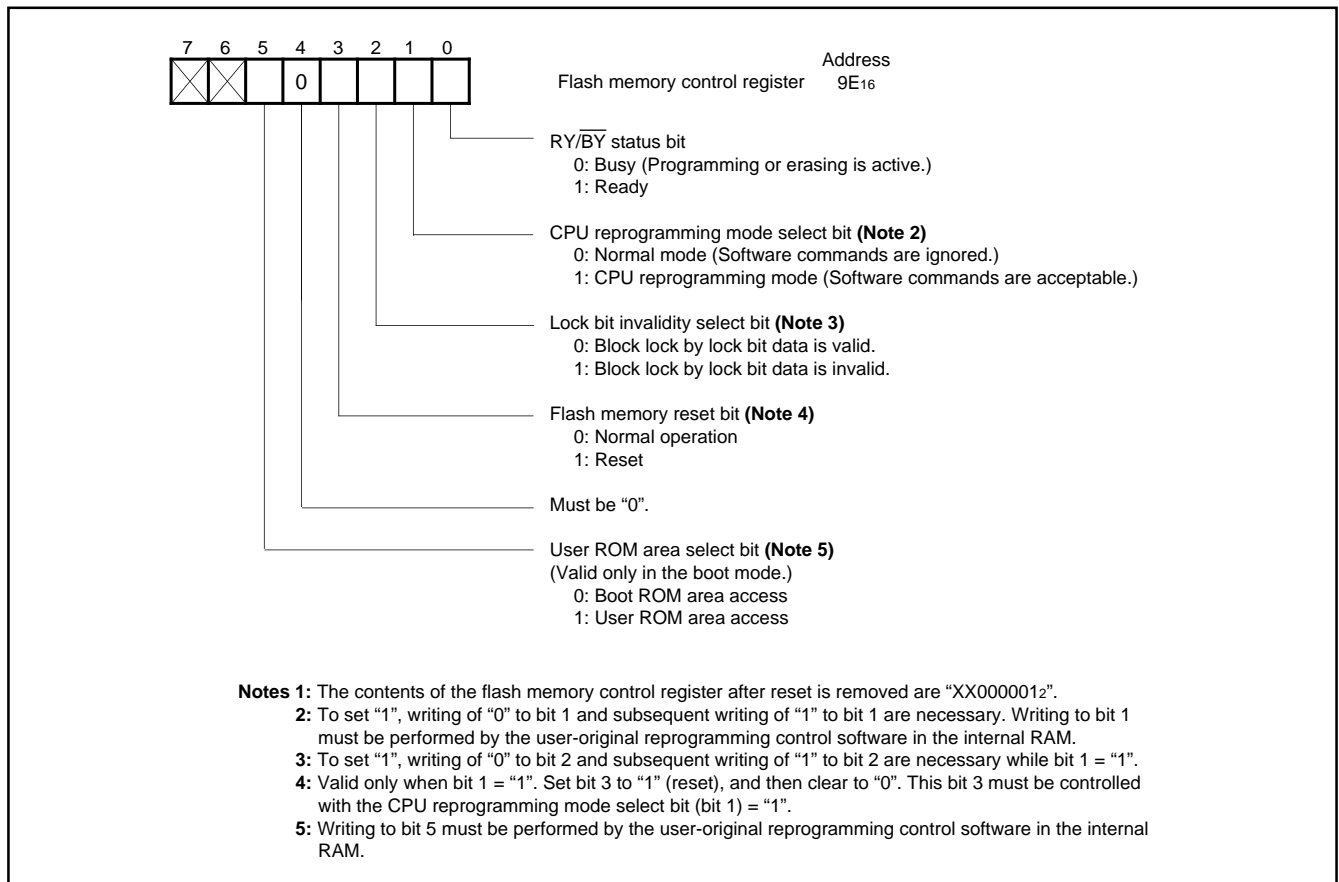 7 6 5 4 3 2 1 0
Address
0
Flash memory control register 9E16
RY/BY status bit
0: Busy (Programming or erasing is active.)
1: Ready
CPU reprogramming mode select bit (Note 2)
0: Normal mode (Software commands are ignored.)
1: CPU reprogramming mode (Software commands are acceptable.)
Lock bit invalidity select bit (Note 3)
0: Block lock by lock bit data is valid.
1: Block lock by lock bit data is invalid.
Flash memory reset bit (Note 4)
0: Normal operation
1: Reset
Must be “0”.
User ROM area select bit (Note 5)
(Valid only in the boot mode.)
0: Boot ROM area access
1: User ROM area access
Notes 1: The contents of the flash memory control register after reset is removed are “XX0000012”.
2: To set “1”, writing of “0” to bit 1 and subsequent writing of “1” to bit 1 are necessary. Writing to bit 1
must be performed by the user-original reprogramming control software in the internal RAM.
3: To set “1”, writing of “0” to bit 2 and subsequent writing of “1” to bit 2 are necessary while bit 1 = “1”.
4: Valid only when bit 1 = “1”. Set bit 3 to “1” (reset), and then clear to “0”. This bit 3 must be controlled
with the CPU reprogramming mode select bit (bit 1) = “1”.
5: Writing to bit 5 must be performed by the user-original reprogramming control software in the internal
RAM.